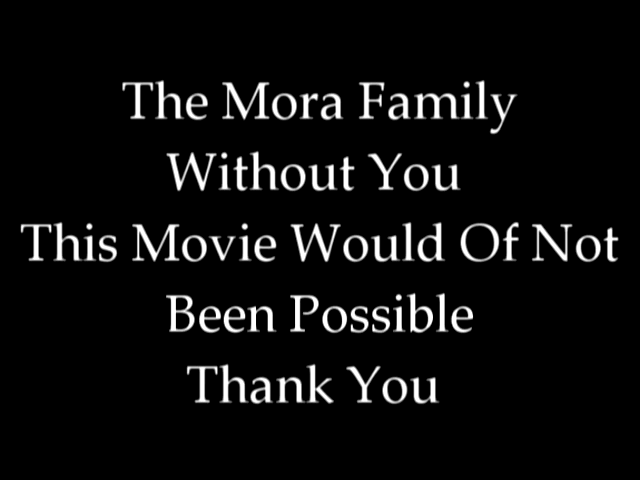 The Mora Family
Without You
This Movie Would Of Not
Been Possible
Thank You